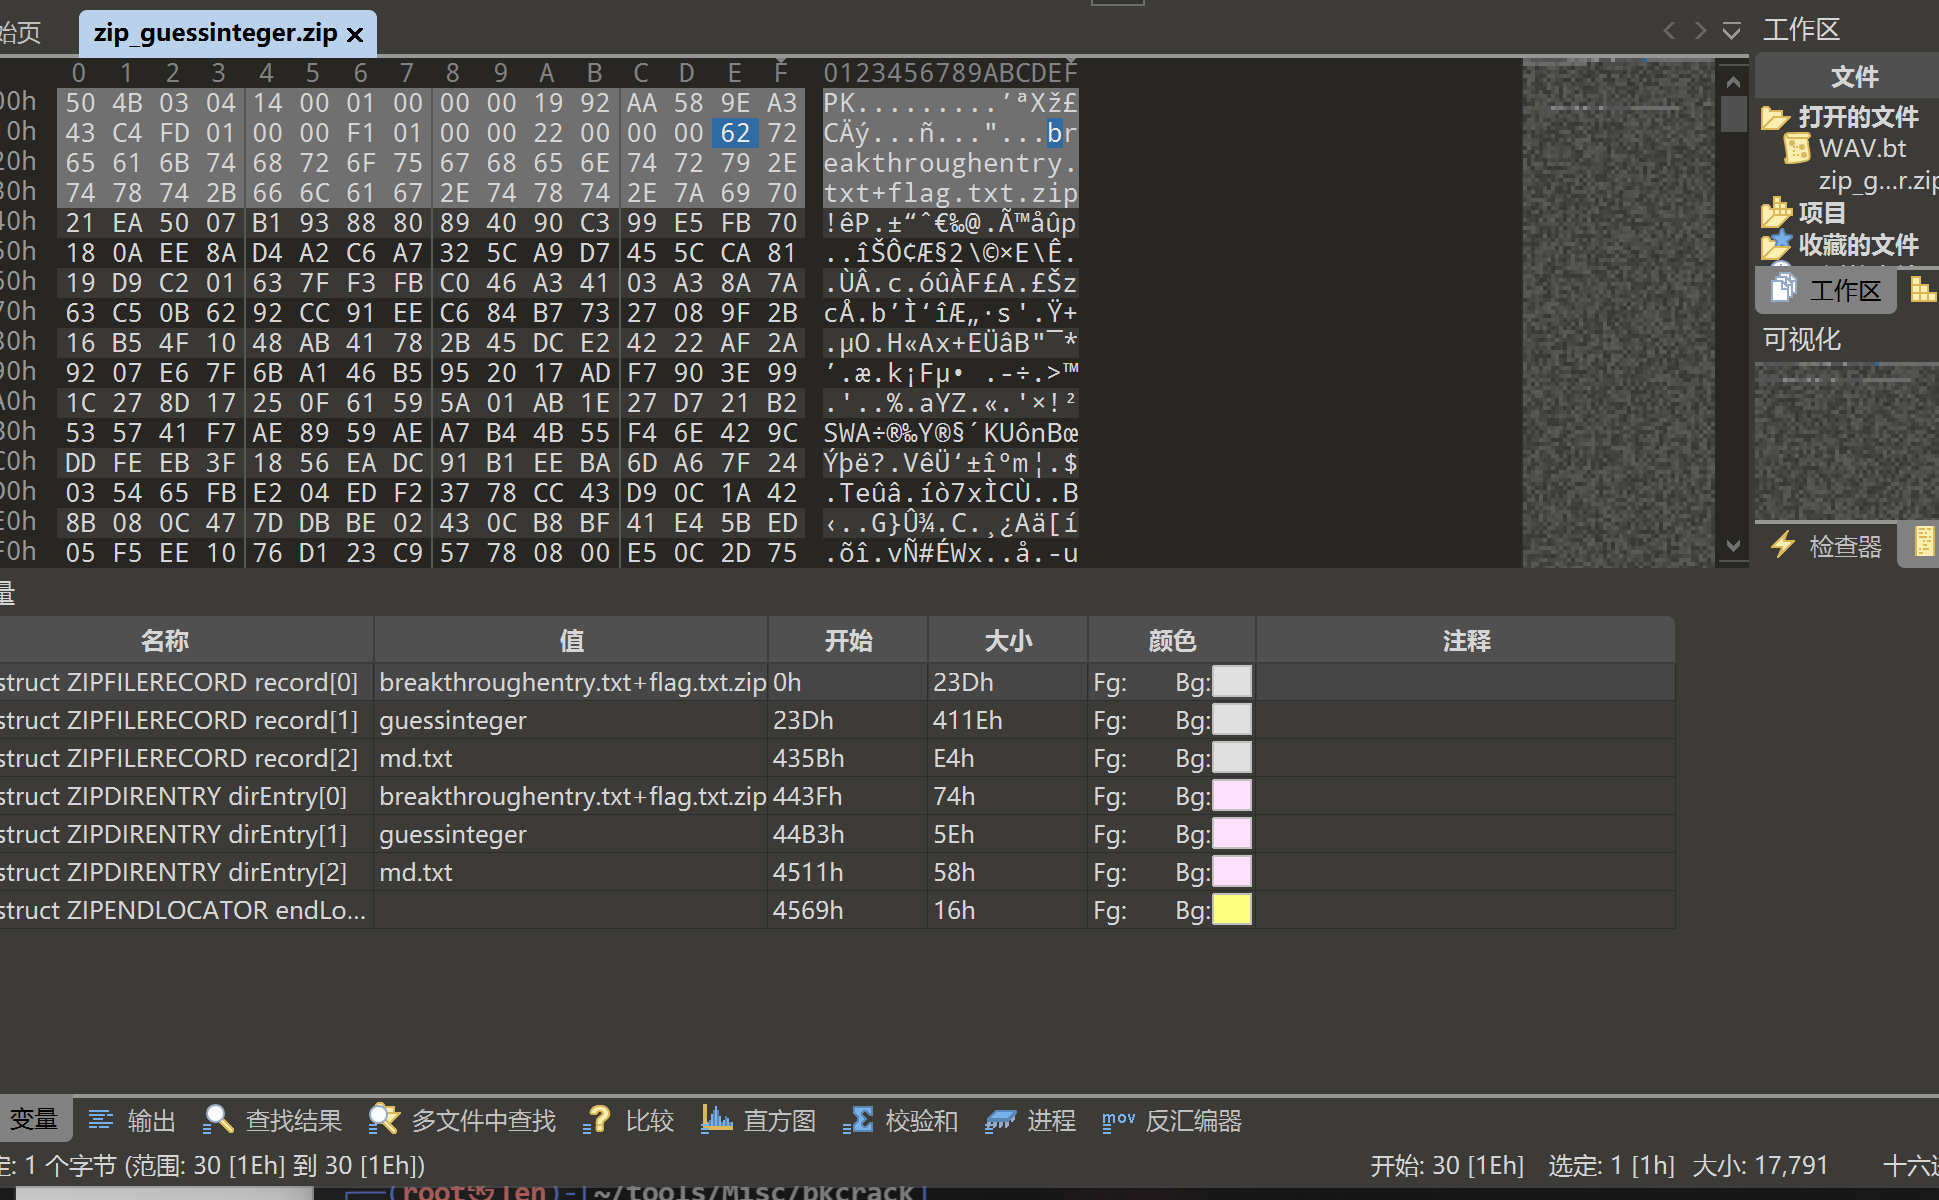 始页
zip_guessinteger.zip ×
工作区
0 1 2 3 4 5 6 7 8 9 A B C D E F 0123456789ABCDEF
00h 50 4B 03 04 14 00 01 00 00 00 19 92 AA 58 9E A3 PK.........’ªXž£
10h 43 C4 FD 01 00 00 F1 01 00 00 22 00 00 00 62 72 CÄý...ñ..."...br
20h 65 61 6B 74 68 72 6F 75 67 68 65 6E 74 72 79 2E eakthroughentry.
30h 74 78 74 2B 66 6C 61 67 2E 74 78 74 2E 7A 69 70 txt+flag.txt.zip
40h 21 EA 50 07 B1 93 88 80 89 40 90 C3 99 E5 FB 70 !êP.±“ˆ€‰@.Ã™åûp
50h 18 0A EE 8A D4 A2 C6 A7 32 5C A9 D7 45 5C CA 81 ..îŠÔ¢Æ§2\©×E\Ê.
60h 19 D9 C2 01 63 7F F3 FB C0 46 A3 41 03 A3 8A 7A .ÙÂ.c.óûÀF£A.£Šz
70h 63 C5 0B 62 92 CC 91 EE C6 84 B7 73 27 08 9F 2B cÅ.b’Ì‘îÆ„·s'.Ÿ+
80h 16 B5 4F 10 48 AB 41 78 2B 45 DC E2 42 22 AF 2A .µO.H«Ax+EÜâB"¯*
90h 92 07 E6 7F 6B A1 46 B5 95 20 17 AD F7 90 3E 99 ’.æ.k¡Fµ• .-÷.>™
A0h 1C 27 8D 17 25 0F 61 59 5A 01 AB 1E 27 D7 21 B2 .'..%.aYZ.«.'×!²
B0h 53 57 41 F7 AE 89 59 AE A7 B4 4B 55 F4 6E 42 9C SWA÷®‰Y®§´KUônBœ
C0h DD FE EB 3F 18 56 EA DC 91 B1 EE BA 6D A6 7F 24 Ýþë?.VêÜ‘±îºm¦.$
D0h 03 54 65 FB E2 04 ED F2 37 78 CC 43 D9 0C 1A 42 .Teûâ.íò7xÌCÙ..B
E0h 8B 08 0C 47 7D DB BE 02 43 0C B8 BF 41 E4 5B ED ‹..G}Û¾.C.¸¿Aä[í
F0h 05 F5 EE 10 76 D1 23 C9 57 78 08 00 E5 0C 2D 75 .õî.vÑ#ÉWx..å.-u
文件
打开的文件
WAV.bt
zip_g...r.zip
项目
收藏的文件
工作区
可视化
检查器
量
名称 值 开始 大小 颜色 注释
struct ZIPFILERECORD record[0] breakthroughentry.txt+flag.txt.zip 0h 23Dh Fg: Bg:
struct ZIPFILERECORD record[1] guessinteger 23Dh 411Eh Fg: Bg:
struct ZIPFILERECORD record[2] md.txt 435Bh E4h Fg: Bg:
struct ZIPDIRENTRY dirEntry[0] breakthroughentry.txt+flag.txt.zip 443Fh 74h Fg: Bg:
struct ZIPDIRENTRY dirEntry[1] guessinteger 44B3h 5Eh Fg: Bg:
struct ZIPDIRENTRY dirEntry[2] md.txt 4511h 58h Fg: Bg:
struct ZIPENDLOCATOR endLo... 4569h 16h Fg: Bg:
变量 输出 查找结果 多文件中查找 比较 直方图 校验和 进程 mov 反汇编器
定: 1 个字节 (范围: 30 [1Eh] 到 30 [1Eh]) 开始: 30 [1Eh] 选定: 1 [1h] 大小: 17,791 十六进
~/tools/Misc/bkcrack